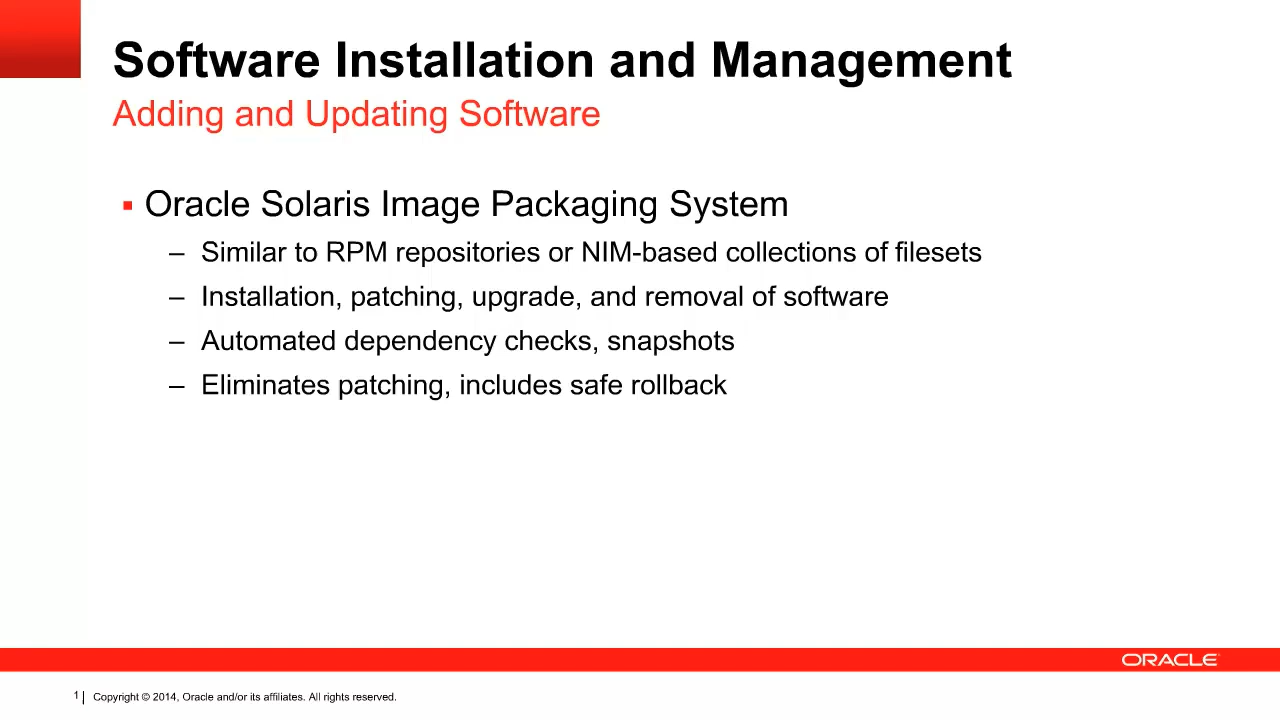 Software Installation and Management
Adding and Updating Software
▪ Oracle Solaris Image Packaging System
– Similar to RPM repositories or NIM-based collections of filesets
– Installation, patching, upgrade, and removal of software
– Automated dependency checks, snapshots
– Eliminates patching, includes safe rollback
ORACLE
1 | Copyright © 2014, Oracle and/or its affiliates. All rights reserved.